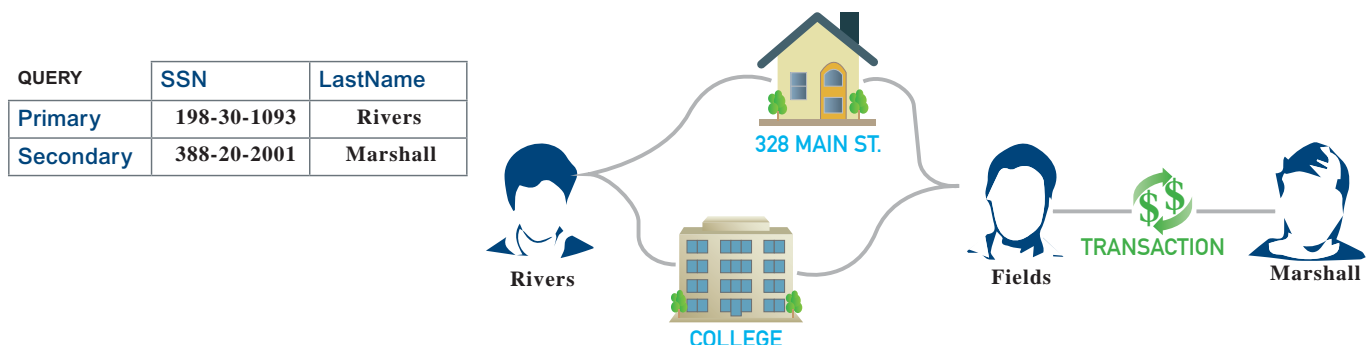 QUERY SSN LastName
Primary 198-30-1093 Rivers
Secondary 388-20-2001 Marshall
328 MAIN ST.
$$
TRANSACTION
Rivers
Fields
Marshall
COLLEGE